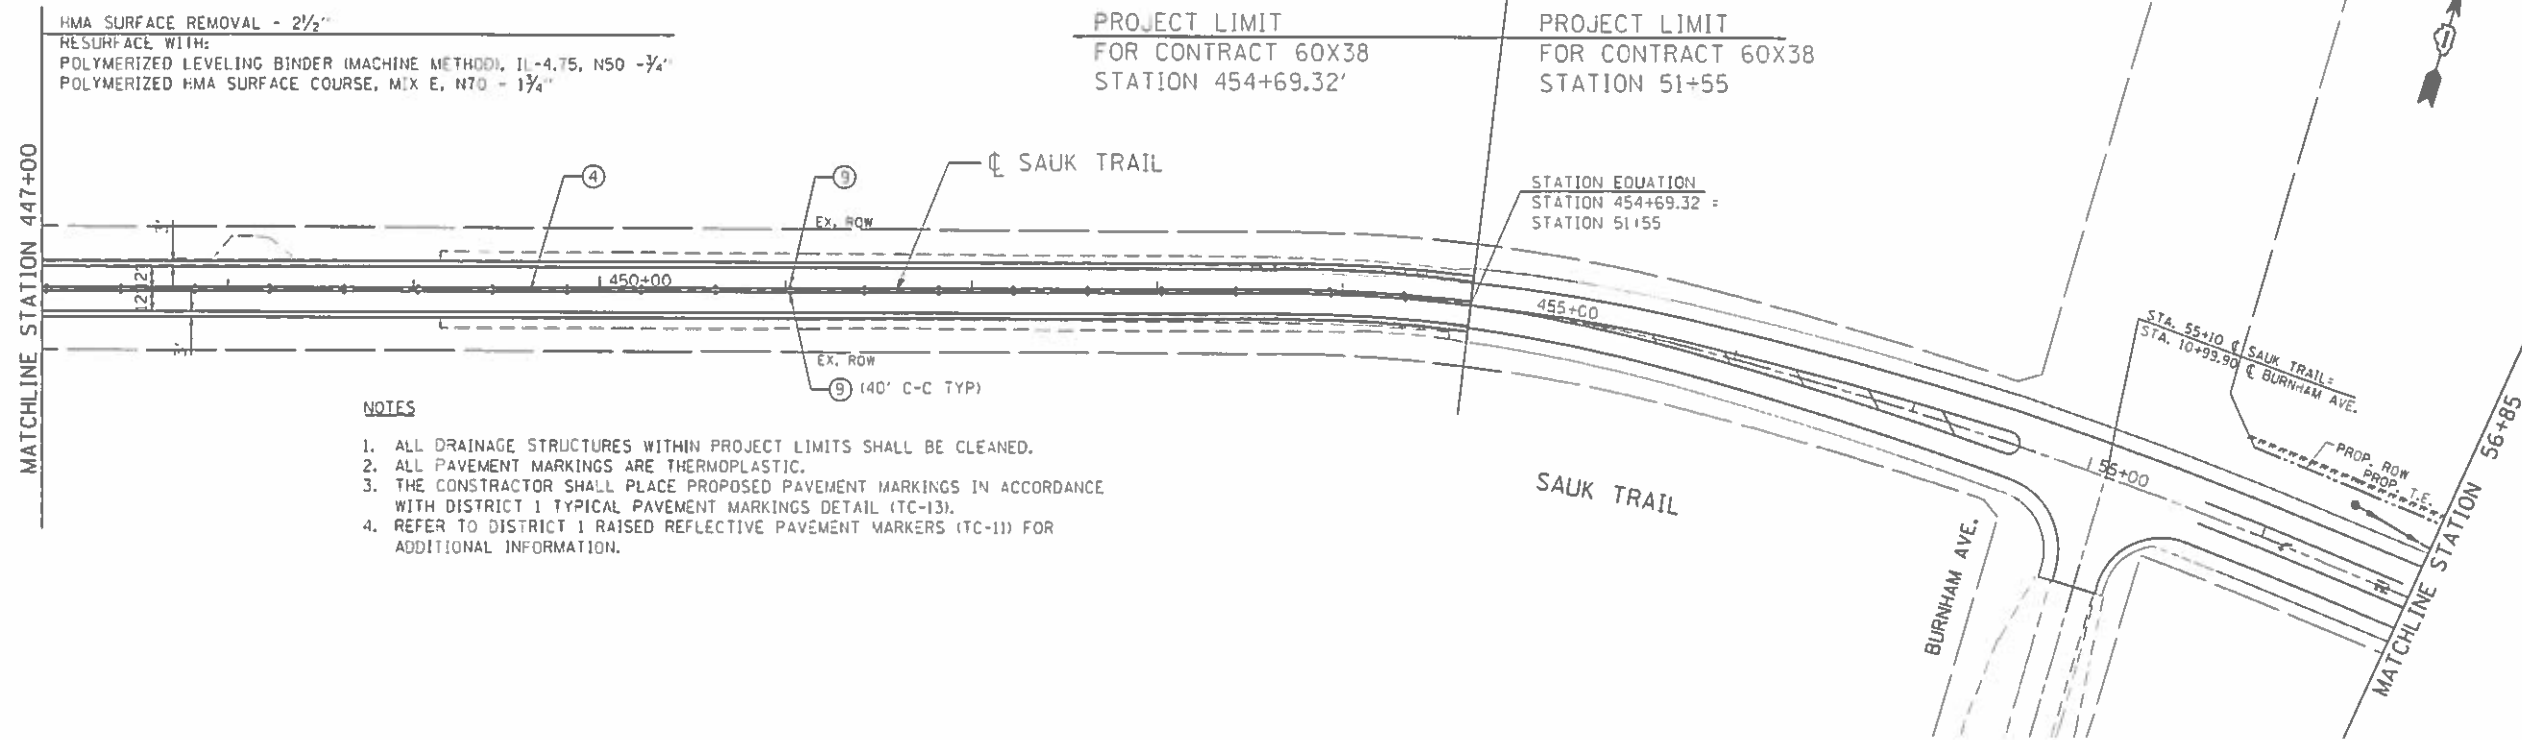 HMA SURFACE REMOVAL - 2½"
RESURFACE WITH:
POLYMERIZED LEVELING BINDER (MACHINE METHOD), IL-4.75, N50 -¾"
POLYMERIZED HMA SURFACE COURSE, MIX E, N70 - 1¾"
PROJECT LIMIT
FOR CONTRACT 60X38
STATION 454+69.32'
PROJECT LIMIT
FOR CONTRACT 60X38
STATION 51+55
MATCHLINE STATION 447+00
4
9
℄ SAUK TRAIL
STATION EQUATION
STATION 454+69.32 =
STATION 51+55
EX. ROW
12'
12'
450+00
455+00
EX. ROW
9 (40' C-C TYP)
STA. 55+10 ℄ SAUK TRAIL=
STA. 10+99.90 ℄ BURNHAM AVE.
PROP. ROW
PROP. T.E.
55+00
MATCHLINE STATION 56+85
SAUK TRAIL
BURNHAM AVE.
NOTES
1. ALL DRAINAGE STRUCTURES WITHIN PROJECT LIMITS SHALL BE CLEANED.
2. ALL PAVEMENT MARKINGS ARE THERMOPLASTIC.
3. THE CONSTRACTOR SHALL PLACE PROPOSED PAVEMENT MARKINGS IN ACCORDANCE
WITH DISTRICT 1 TYPICAL PAVEMENT MARKINGS DETAIL (TC-13).
4. REFER TO DISTRICT 1 RAISED REFLECTIVE PAVEMENT MARKERS (TC-11) FOR
ADDITIONAL INFORMATION.